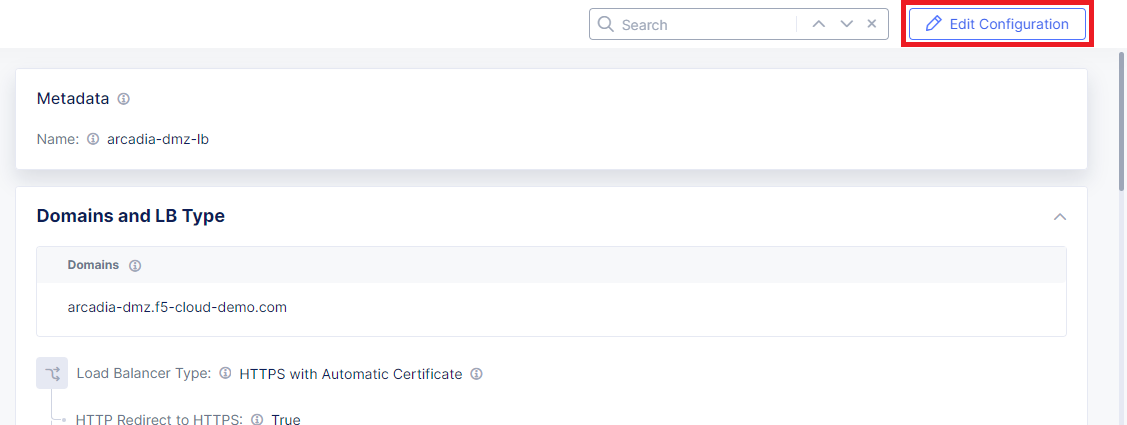 Search
Edit Configuration
Metadata
Name: arcadia-dmz-lb
Domains and LB Type
Domains
arcadia-dmz.f5-cloud-demo.com
Load Balancer Type: HTTPS with Automatic Certificate
HTTP Redirect to HTTPS: True